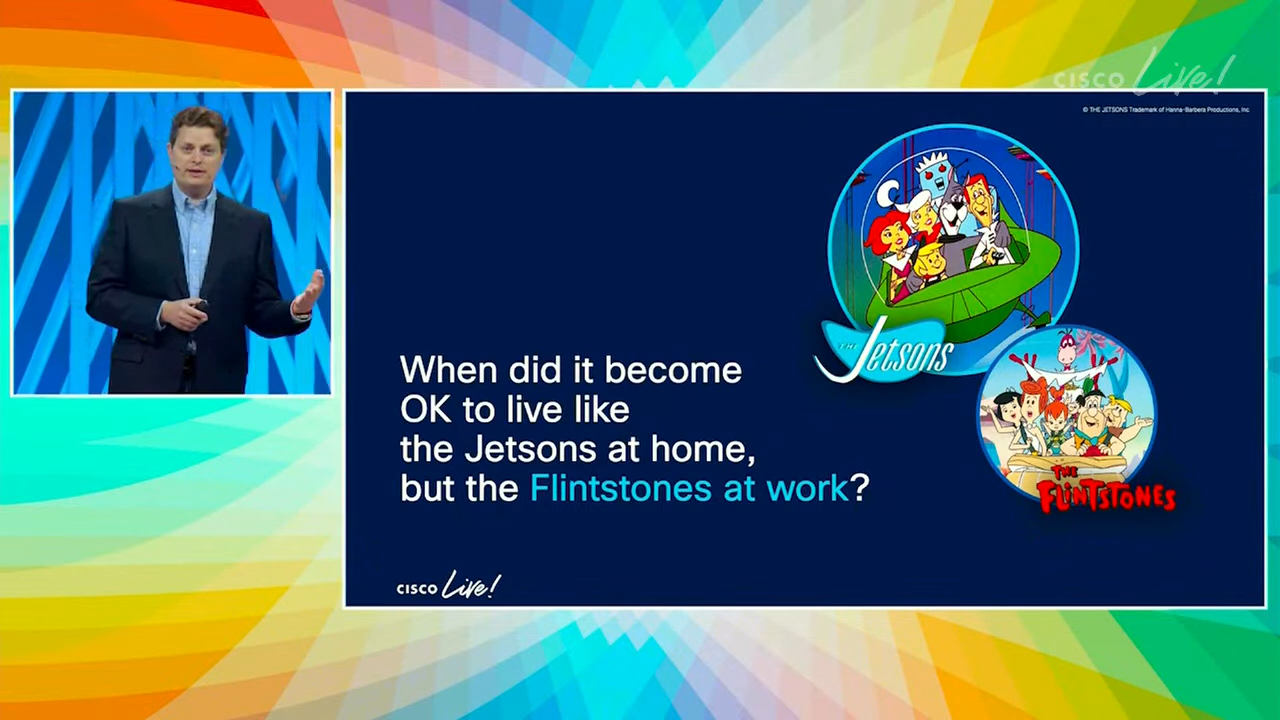 CISCO Live!
© THE JETSONS Trademark of Hanna-Barbera Productions, Inc
THE Jetsons
When did it become
OK to live like
the Jetsons at home,
but the Flintstones at work?
THE
FLINTSTONES
CISCO Live!